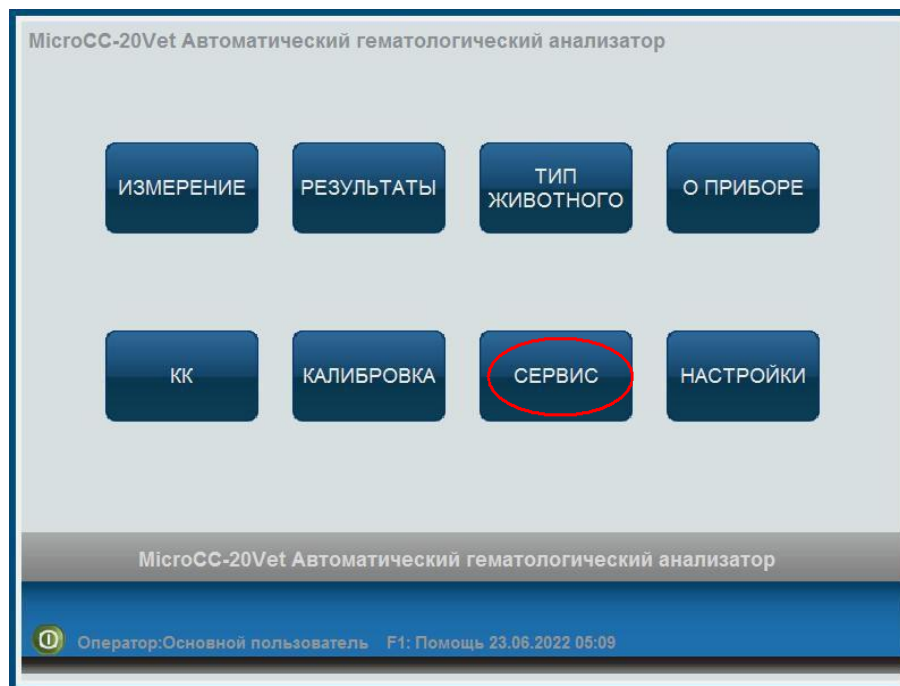 MicroCC-20Vet Автоматический гематологический анализатор
ИЗМЕРЕНИЕ
РЕЗУЛЬТАТЫ
ТИП
ЖИВОТНОГО
О ПРИБОРЕ
КК
КАЛИБРОВКА
СЕРВИС
НАСТРОЙКИ
MicroCC-20Vet Автоматический гематологический анализатор
Оператор:Основной пользователь F1: Помощь 23.06.2022 05:09